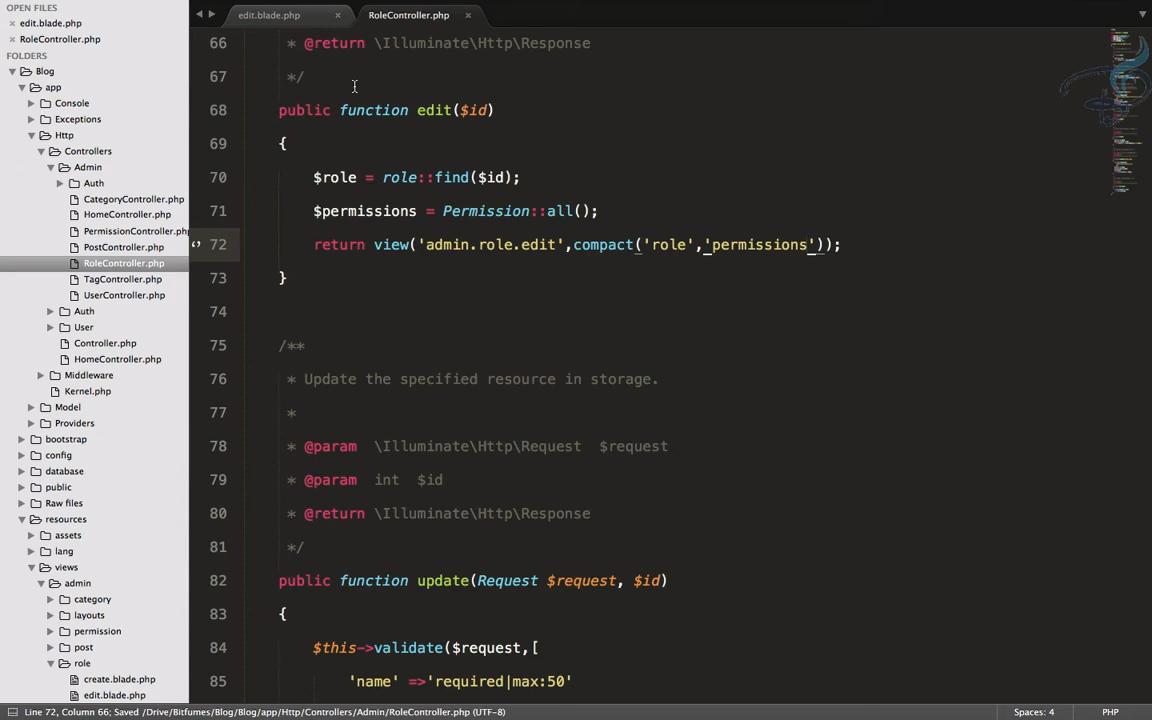 OPEN FILES
edit.blade.php
RoleController.php
FOLDERS
Blog
app
Console
Exceptions
Http
Controllers
Admin
Auth
CategoryController.php
HomeController.php
PermissionController.php
PostController.php
RoleController.php
TagController.php
UserController.php
Auth
User
Controller.php
HomeController.php
Middleware
Kernel.php
Model
Providers
bootstrap
config
database
public
Raw files
resources
assets
lang
views
admin
category
layouts
permission
post
role
create.blade.php
edit.blade.php
edit.blade.php × RoleController.php ×
66 * @return \Illuminate\Http\Response
67 */
68 public function edit($id)
69 {
70 $role = role::find($id);
71 $permissions = Permission::all();
72 return view('admin.role.edit',compact('role','permissions'));
73 }
74
75 /**
76 * Update the specified resource in storage.
77 *
78 * @param \Illuminate\Http\Request $request
79 * @param int $id
80 * @return \Illuminate\Http\Response
81 */
82 public function update(Request $request, $id)
83 {
84 $this->validate($request,[
85 'name' =>'required|max:50'
Line 72, Column 66; Saved /Drive/Bitfumes/Blog/Blog/app/Http/Controllers/Admin/RoleController.php (UTF-8) Spaces: 4 PHP